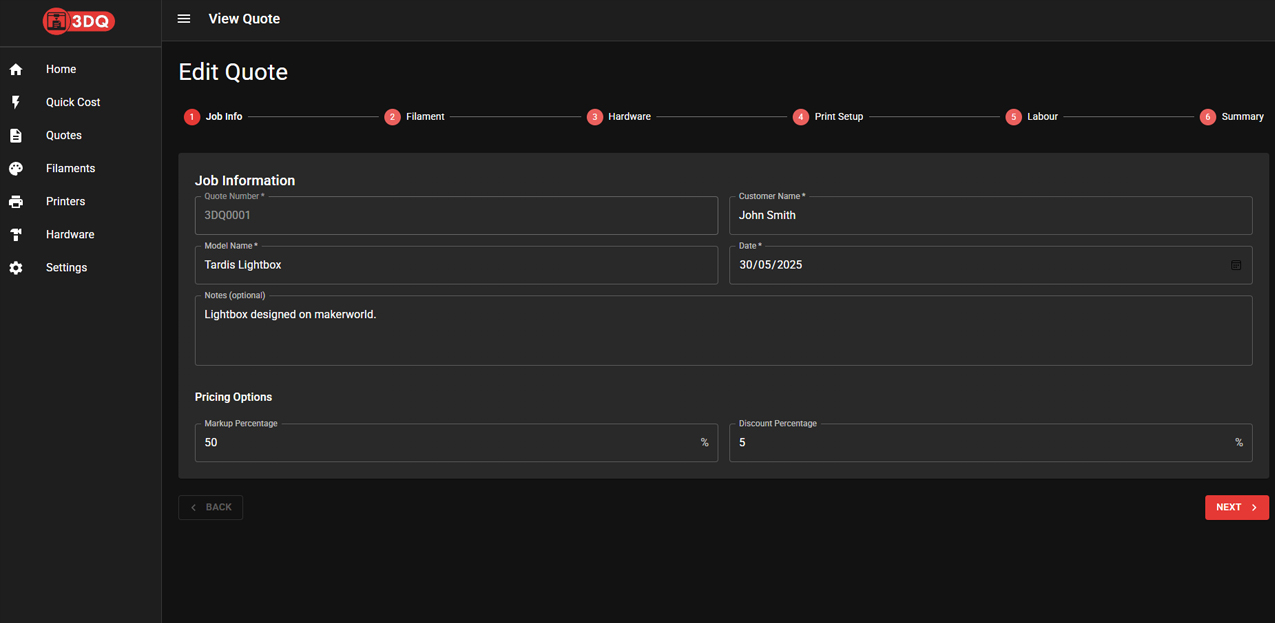 3DQ
View Quote
Home
Quick Cost
Quotes
Filaments
Printers
Hardware
Settings
Edit Quote
1 Job Info 2 Filament 3 Hardware 4 Print Setup 5 Labour 6 Summary
Job Information
Quote Number *
3DQ0001
Customer Name *
John Smith
Model Name *
Tardis Lightbox
Date *
30/05/2025
Notes (optional)
Lightbox designed on makerworld.
Pricing Options
Markup Percentage
50 %
Discount Percentage
5 %
BACK
NEXT